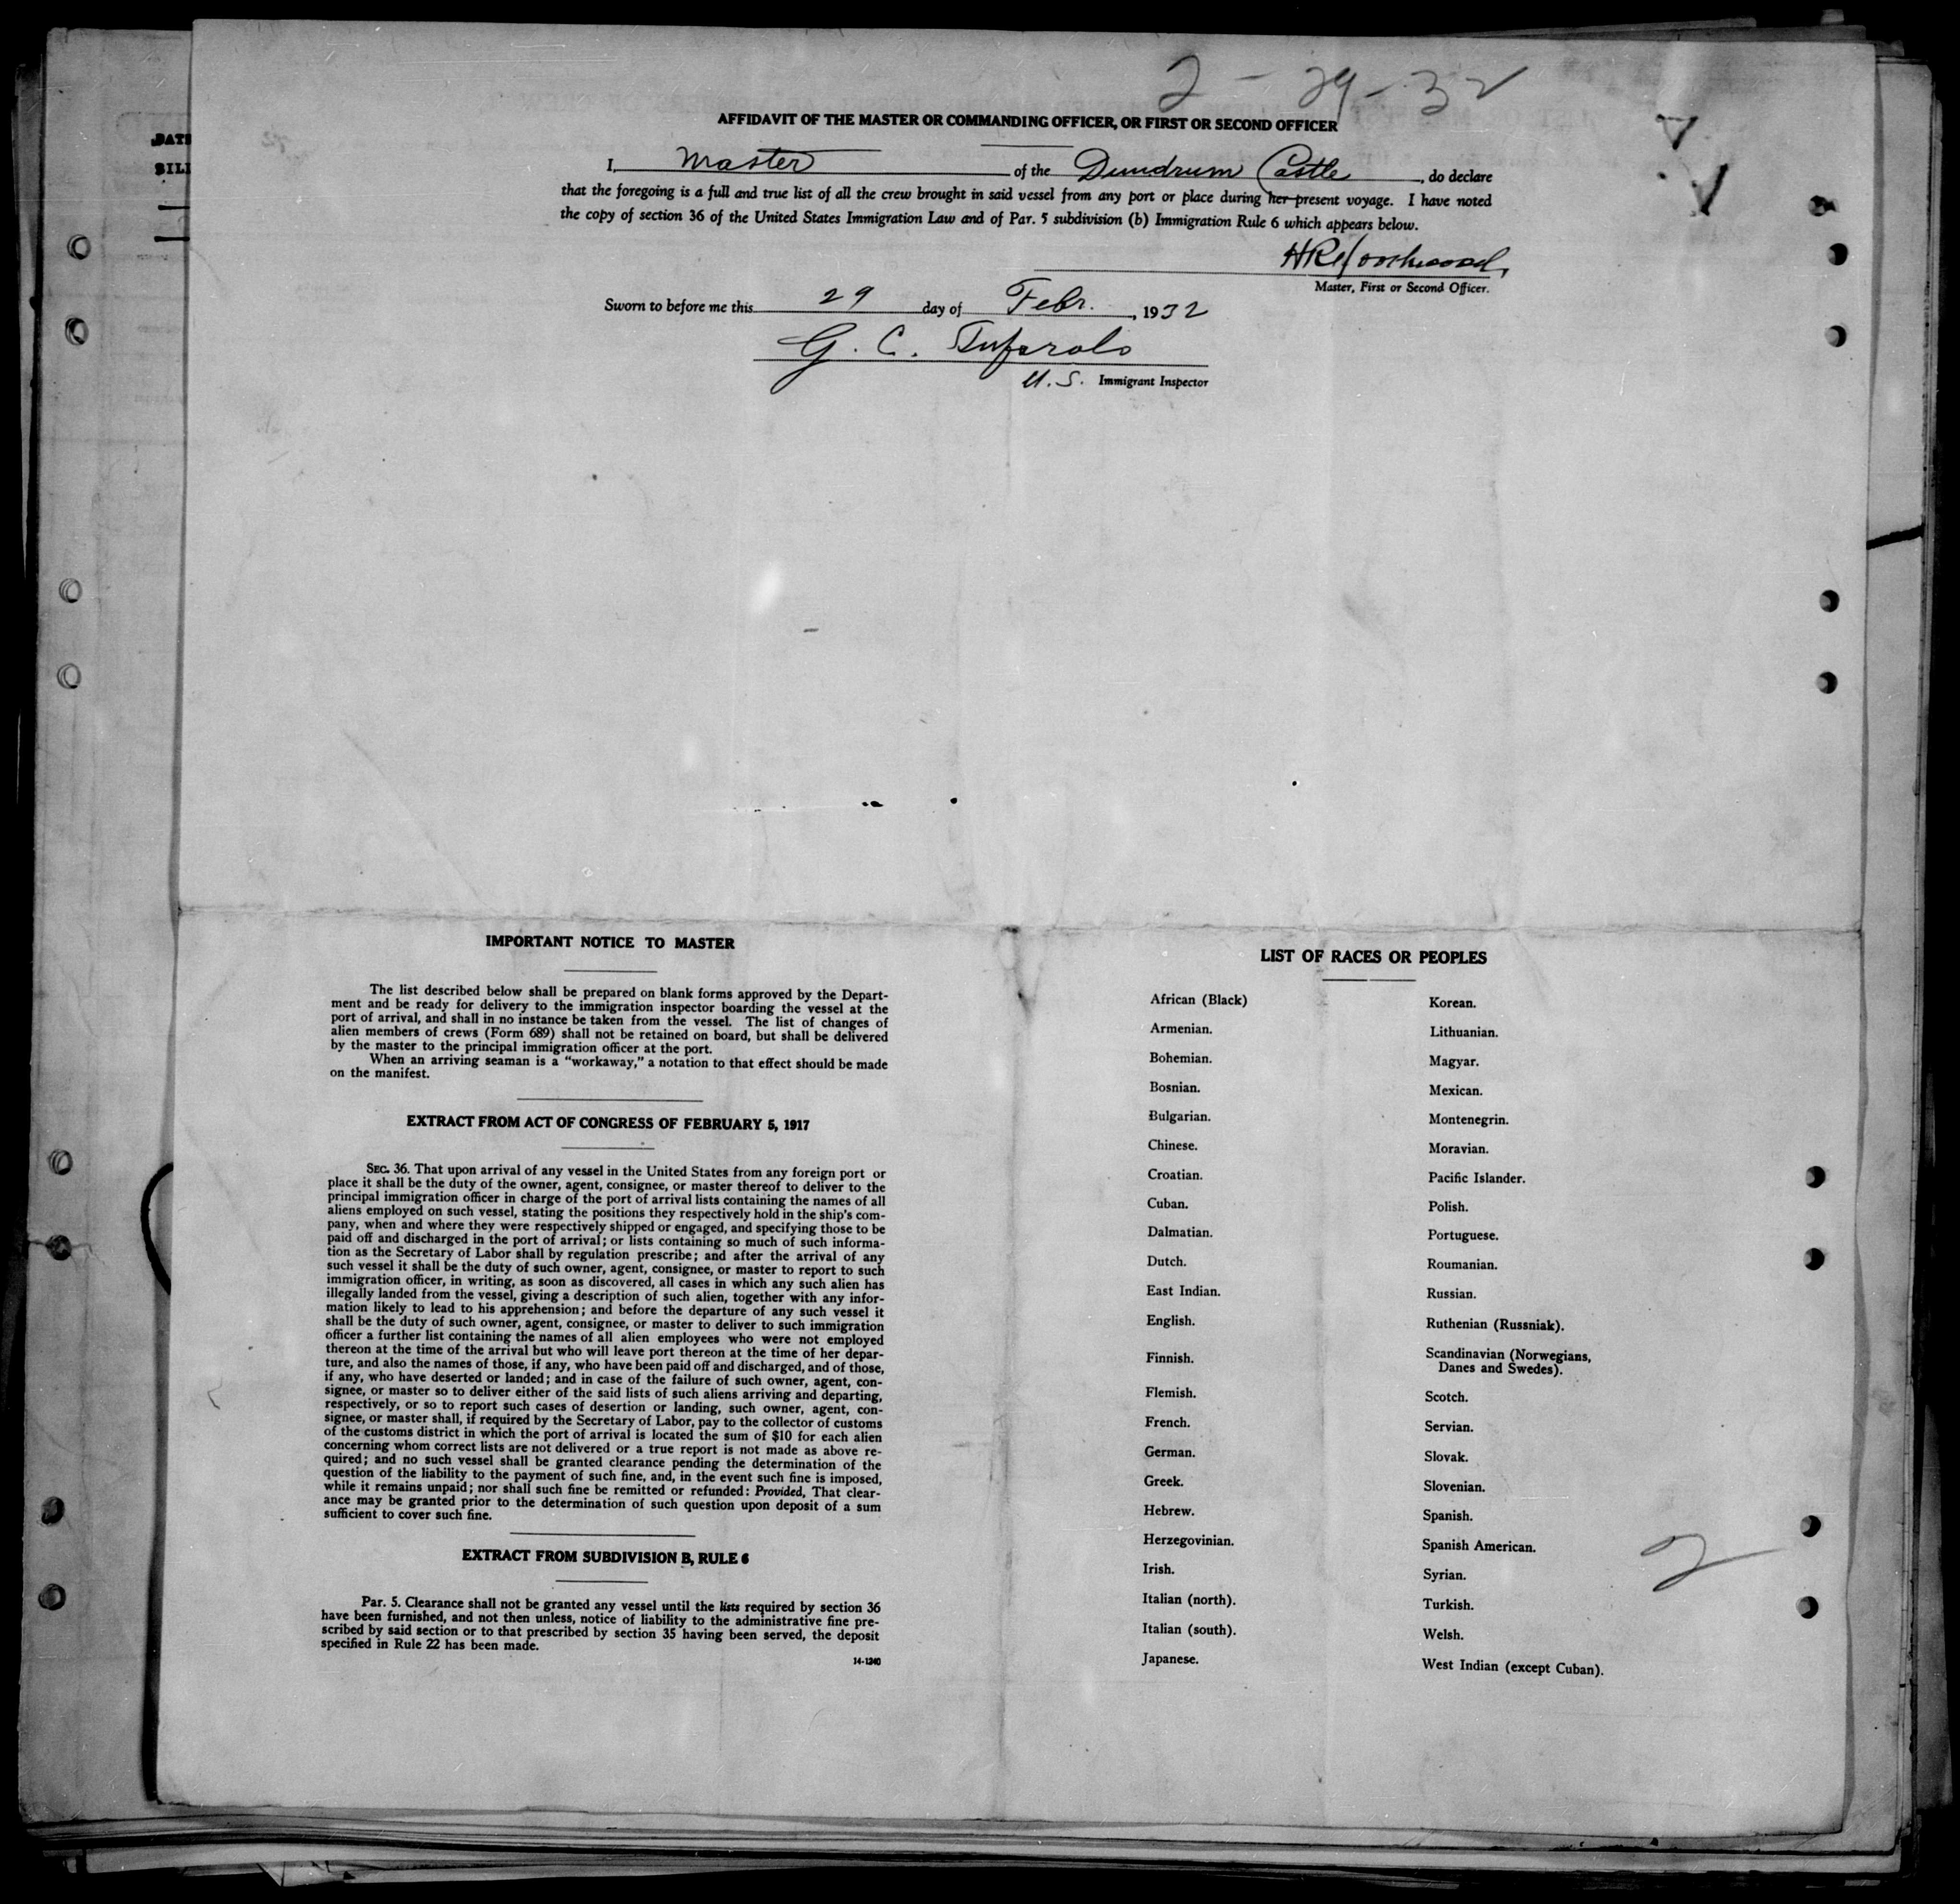 2-29-32
AFFIDAVIT OF THE MASTER OR COMMANDING OFFICER, OR FIRST OR SECOND OFFICER
I, Master of the Dundrum Castle, do declare
that the foregoing is a full and true list of all the crew brought in said vessel from any port or place during her present voyage. I have noted
the copy of section 36 of the United States Immigration Law and of Par. 5 subdivision (b) Immigration Rule 6 which appears below.
Master, First or Second Officer.
Sworn to before me this 29 day of Febr., 1932
G. C.
U.S. Immigrant Inspector
IMPORTANT NOTICE TO MASTER
The list described below shall be prepared on blank forms approved by the Depart-
ment and be ready for delivery to the immigration inspector boarding the vessel at the
port of arrival, and shall in no instance be taken from the vessel. The list of changes of
alien members of crews (Form 689) shall not be retained on board, but shall be delivered
by the master to the principal immigration officer at the port.
When an arriving seaman is a "workaway," a notation to that effect should be made
on the manifest.
EXTRACT FROM ACT OF CONGRESS OF FEBRUARY 5, 1917
SEC. 36. That upon arrival of any vessel in the United States from any foreign port or
place it shall be the duty of the owner, agent, consignee, or master thereof to deliver to the
principal immigration officer in charge of the port of arrival lists containing the names of all
aliens employed on such vessel, stating the positions they respectively hold in the ship's com-
pany, when and where they were respectively shipped or engaged, and specifying those to be
paid off and discharged in the port of arrival; or lists containing so much of such informa-
tion as the Secretary of Labor shall by regulation prescribe; and after the arrival of any
such vessel it shall be the duty of such owner, agent, consignee, or master to report to such
immigration officer, in writing, as soon as discovered, all cases in which any such alien has
illegally landed from the vessel, giving a description of such alien, together with any infor-
mation likely to lead to his apprehension; and before the departure of any such vessel it
shall be the duty of such owner, agent, consignee, or master to deliver to such immigration
officer a further list containing the names of all alien employees who were not employed
thereon at the time of the arrival but who will leave port thereon at the time of her depar-
ture, and also the names of those, if any, who have been paid off and discharged, and of those,
if any, who have deserted or landed; and in case of the failure of such owner, agent, con-
signee, or master so to deliver either of the said lists of such aliens arriving and departing,
respectively, or so to report such cases of desertion or landing, such owner, agent, con-
signee, or master shall, if required by the Secretary of Labor, pay to the collector of customs
of the customs district in which the port of arrival is located the sum of $10 for each alien
concerning whom correct lists are not delivered or a true report is not made as above re-
quired; and no such vessel shall be granted clearance pending the determination of the
question of the liability to the payment of such fine, and, in the event such fine is imposed,
while it remains unpaid; nor shall such fine be remitted or refunded: Provided, That clear-
ance may be granted prior to the determination of such question upon deposit of a sum
sufficient to cover such fine.
EXTRACT FROM SUBDIVISION B, RULE 6
Par. 5. Clearance shall not be granted any vessel until the lists required by section 36
have been furnished, and not then unless, notice of liability to the administrative fine pre-
scribed by said section or to that prescribed by section 35 having been served, the deposit
specified in Rule 22 has been made.
14-1240
LIST OF RACES OR PEOPLES
African (Black)
Armenian.
Bohemian.
Bosnian.
Bulgarian.
Chinese.
Croatian.
Cuban.
Dalmatian.
Dutch.
East Indian.
English.
Finnish.
Flemish.
French.
German.
Greek.
Hebrew.
Herzegovinian.
Irish.
Italian (north).
Italian (south).
Japanese.
Korean.
Lithuanian.
Magyar.
Mexican.
Montenegrin.
Moravian.
Pacific Islander.
Polish.
Portuguese.
Roumanian.
Russian.
Ruthenian (Russniak).
Scandinavian (Norwegians,
Danes and Swedes).
Scotch.
Servian.
Slovak.
Slovenian.
Spanish.
Spanish American.
Syrian.
Turkish.
Welsh.
West Indian (except Cuban).
2